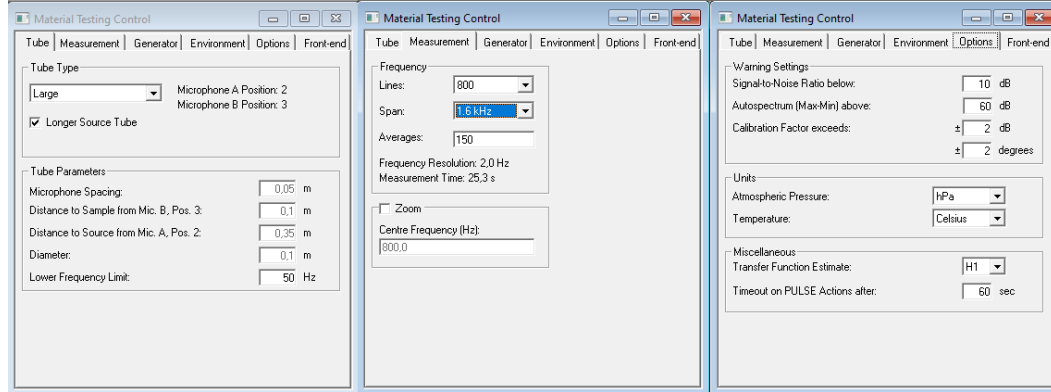 Material Testing Control
Tube Measurement Generator Environment Options Front-end
Tube Type
Large
Microphone A Position: 2
Microphone B Position: 3
Longer Source Tube
Tube Parameters
Microphone Spacing: 0,05 m
Distance to Sample from Mic. B, Pos. 3: 0,1 m
Distance to Source from Mic. A, Pos. 2: 0,35 m
Diameter: 0,1 m
Lower Frequency Limit: 50 Hz
Material Testing Control
Tube Measurement Generator Environment Options Front-end
Frequency
Lines: 800
Span: 1.6 kHz
Averages: 150
Frequency Resolution: 2,0 Hz
Measurement Time: 25,3 s
Zoom
Centre Frequency (Hz):
800,0
Material Testing Control
Tube Measurement Generator Environment Options Front-end
Warning Settings
Signal-to-Noise Ratio below: 10 dB
Autospectrum (Max-Min) above: 60 dB
Calibration Factor exceeds: ± 2 dB
± 2 degrees
Units
Atmospheric Pressure: hPa
Temperature: Celsius
Miscellaneous
Transfer Function Estimate: H1
Timeout on PULSE Actions after: 60 sec